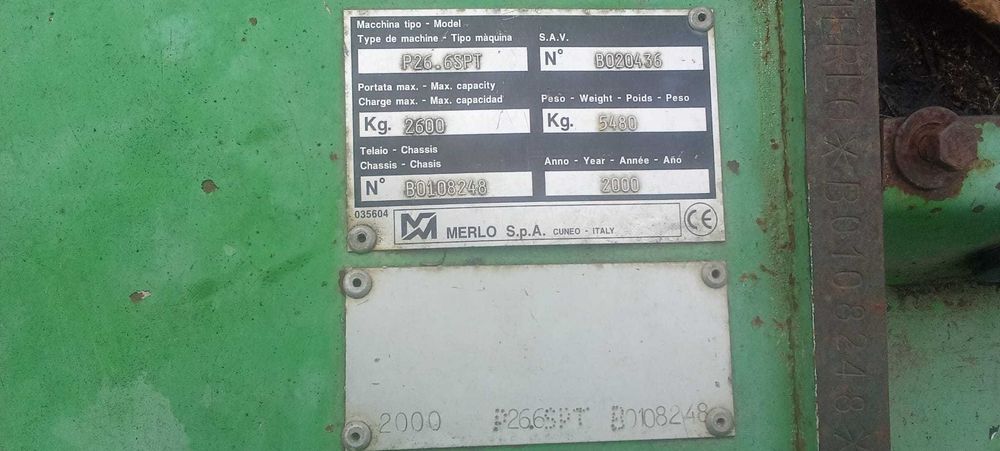 Macchina tipo - Model
Type de machine - Tipo màquina
P26.6SPT
S.A.V.
N° B020436
Portata max. - Max. capacity
Charge max. - Max. capacidad
Kg. 2600
Peso - Weight - Poids - Peso
Kg. 5480
Telaio - Chassis
Chassis - Chasis
N° B0108248
Anno - Year - Année - Año
2000
035604
MERLO S.p.A. CUNEO - ITALY
CE
2000 P26.6SPT B0108248
MERLO*B0108248*